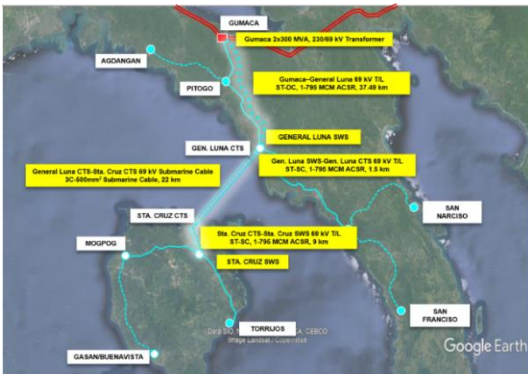 GUMACA
Gumaca 2x300 MVA, 230/69 kV Transformer
AGDANGAN
Gumaca–General Luna 69 kV T/L
ST-DC, 1-795 MCM ACSR, 37.49 km
PITOGO
GENERAL LUNA SWS
GEN. LUNA CTS
Gen. Luna SWS-Gen. Luna CTS 69 kV T/L
ST-SC, 1-795 MCM ACSR, 1.5 km
General Luna CTS-Sta. Cruz CTS 69 kV Submarine Cable
3C-500mm² Submarine Cable, 22 km
SAN
NARCISO
STA. CRUZ CTS
Sta. Cruz CTS-Sta. Cruz SWS 69 kV T/L
ST-SC, 1-795 MCM ACSR, 9 km
MOGPOG
STA. CRUZ SWS
SAN
FRANCISO
TORRIJOS
Data SIO, GEBCO
Image Landsat / Copernicus
Google Earth
GASAN/BUENAVISTA